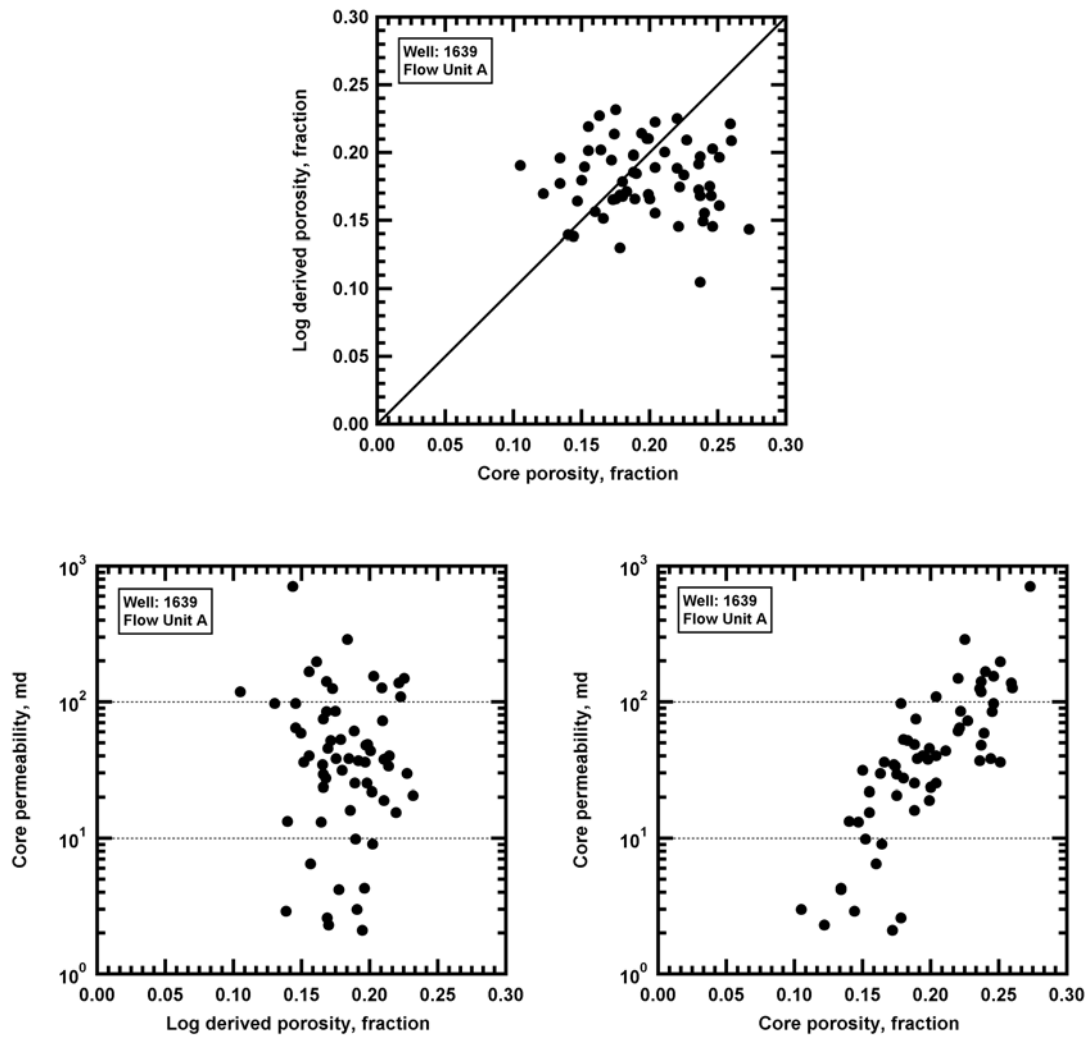 0.30
Well: 1639
Flow Unit A
0.25
0.20
0.15
0.10
0.05
0.00
Log derived porosity, fraction
0.00 0.05 0.10 0.15 0.20 0.25 0.30
Core porosity, fraction
10³
Well: 1639
Flow Unit A
10²
10¹
10⁰
Core permeability, md
0.00 0.05 0.10 0.15 0.20 0.25 0.30
Log derived porosity, fraction
10³
Well: 1639
Flow Unit A
10²
10¹
10⁰
Core permeability, md
0.00 0.05 0.10 0.15 0.20 0.25 0.30
Core porosity, fraction